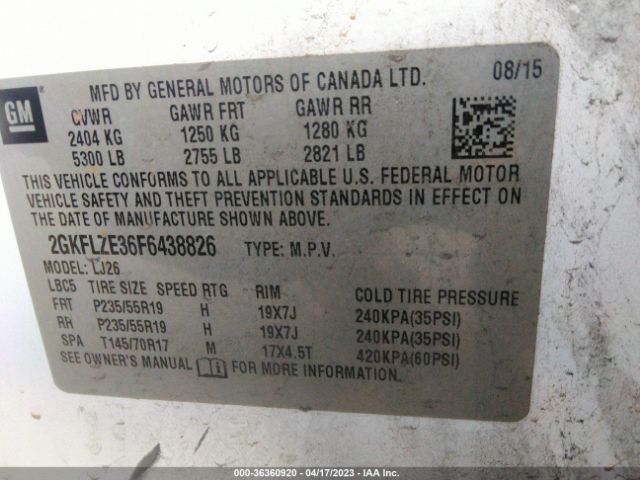 GM
MFD BY GENERAL MOTORS OF CANADA LTD. 08/15
GVWR GAWR FRT GAWR RR
2404 KG 1250 KG 1280 KG
5300 LB 2755 LB 2821 LB
THIS VEHICLE CONFORMS TO ALL APPLICABLE U.S. FEDERAL MOTOR
VEHICLE SAFETY AND THEFT PREVENTION STANDARDS IN EFFECT ON
THE DATE OF MANUFACTURE SHOWN ABOVE.
2GKFLZE36F6438826 TYPE: M.P.V.
MODEL: LJ26
LBC5 TIRE SIZE SPEED RTG RIM COLD TIRE PRESSURE
FRT P235/55R19 H 19X7J 240KPA(35PSI)
RR P235/55R19 H 19X7J 240KPA(35PSI)
SPA T145/70R17 M 17X4.5T 420KPA(60PSI)
SEE OWNER'S MANUAL FOR MORE INFORMATION.
000-36360920 - 04/17/2023 - IAA Inc.